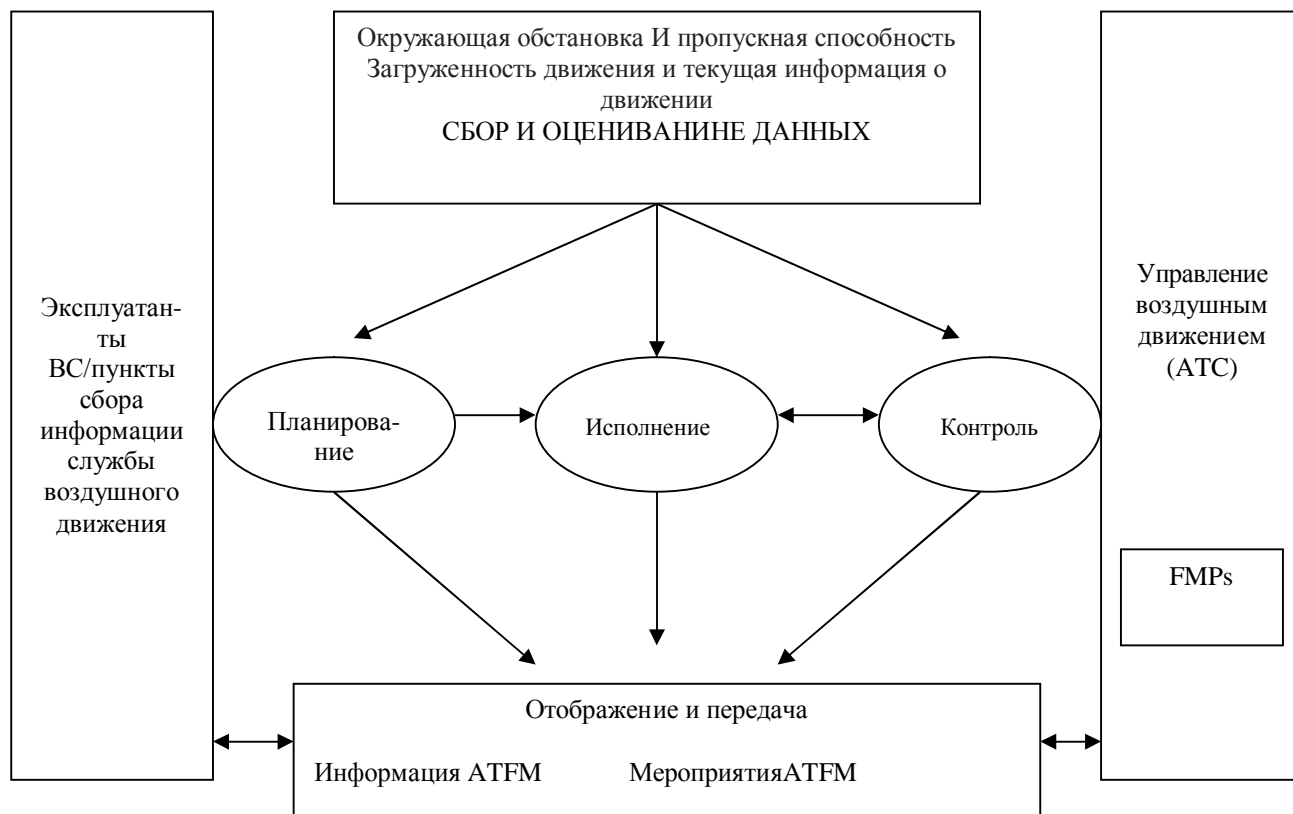 Окружающая обстановка И пропускная способность
Загруженность движения и текущая информация о
движении
СБОР И ОЦЕНИВАНИНЕ ДАННЫХ
Эксплуатан-
ты
ВС/пункты
сбора
информации
службы
воздушного
движения
Планирова-
ние
Исполнение
Контроль
Управление
воздушным
движением
(АТС)
FMPs
Отображение и передача
Информация ATFM МероприятияATFM